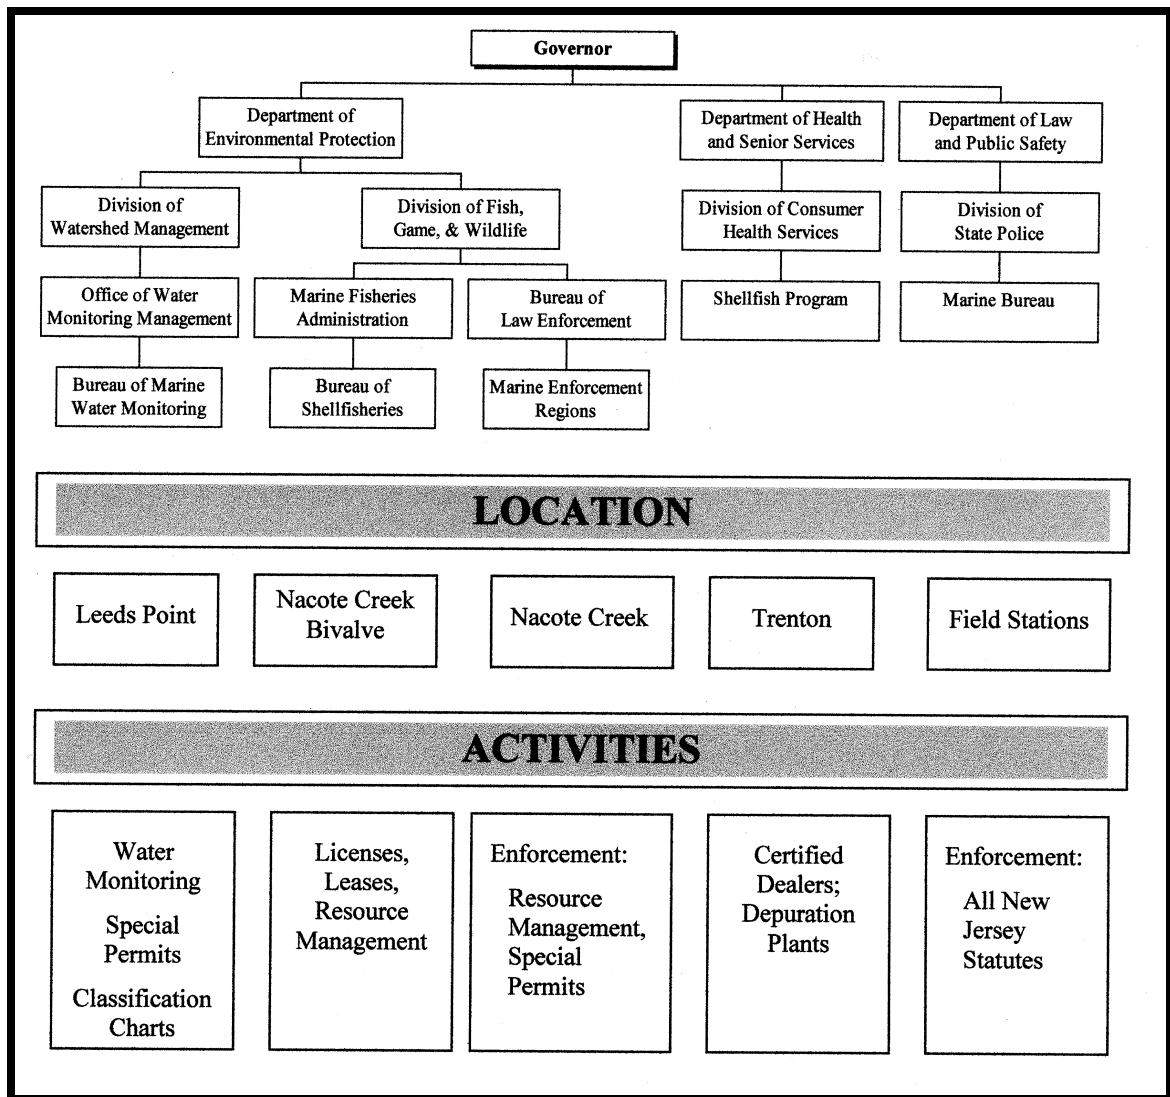 Governor
Department of
Environmental Protection
Department of Health
and Senior Services
Department of Law
and Public Safety
Division of
Watershed Management
Division of Fish,
Game, & Wildlife
Division of Consumer
Health Services
Division of
State Police
Office of Water
Monitoring Management
Marine Fisheries
Administration
Bureau of
Law Enforcement
Shellfish Program
Marine Bureau
Bureau of Marine
Water Monitoring
Bureau of
Shellfisheries
Marine Enforcement
Regions
LOCATION
Leeds Point
Nacote Creek
Bivalve
Nacote Creek
Trenton
Field Stations
ACTIVITIES
Water
Monitoring
Special
Permits
Classification
Charts
Licenses,
Leases,
Resource
Management
Enforcement:
Resource
Management,
Special
Permits
Certified
Dealers;
Depuration
Plants
Enforcement:
All New
Jersey
Statutes